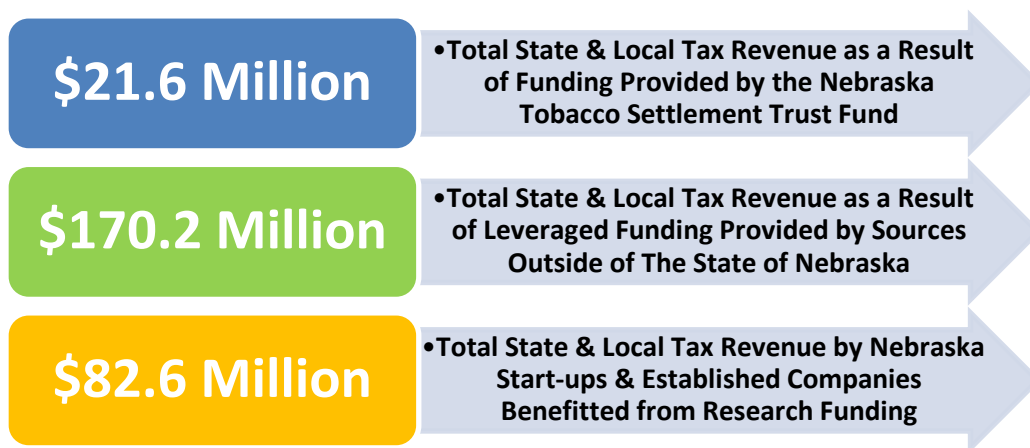 $21.6 Million
•Total State & Local Tax Revenue as a Result
of Funding Provided by the Nebraska
Tobacco Settlement Trust Fund
$170.2 Million
•Total State & Local Tax Revenue as a Result
of Leveraged Funding Provided by Sources
Outside of The State of Nebraska
$82.6 Million
•Total State & Local Tax Revenue by Nebraska
Start-ups & Established Companies
Benefitted from Research Funding